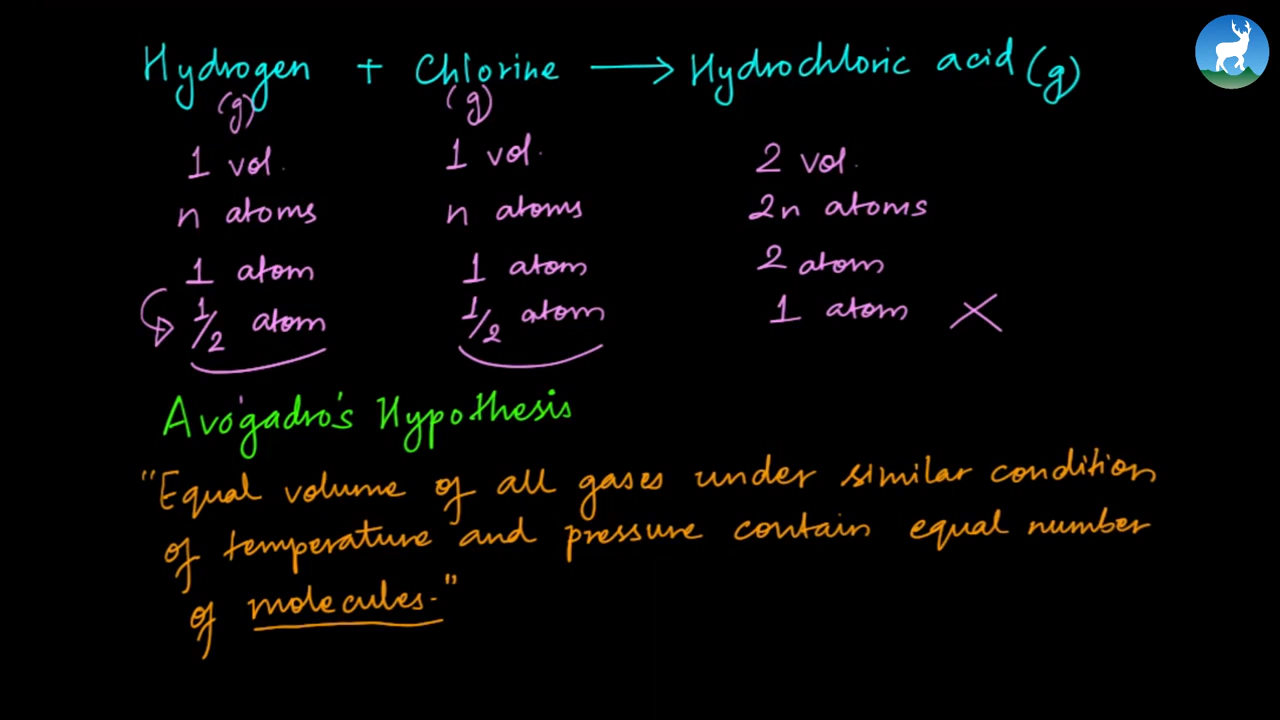 Hydrogen + Chlorine ⟶ Hydrochloric acid (g)
(g) (g)
1 vol. 1 vol. 2 vol.
n atoms n atoms 2n atoms
1 atom 1 atom 2 atom
1/2 atom 1/2 atom 1 atom ×
Avogadro's Hypothesis
"Equal volume of all gases under similar condition
of temperature and pressure contain equal number
of molecules."